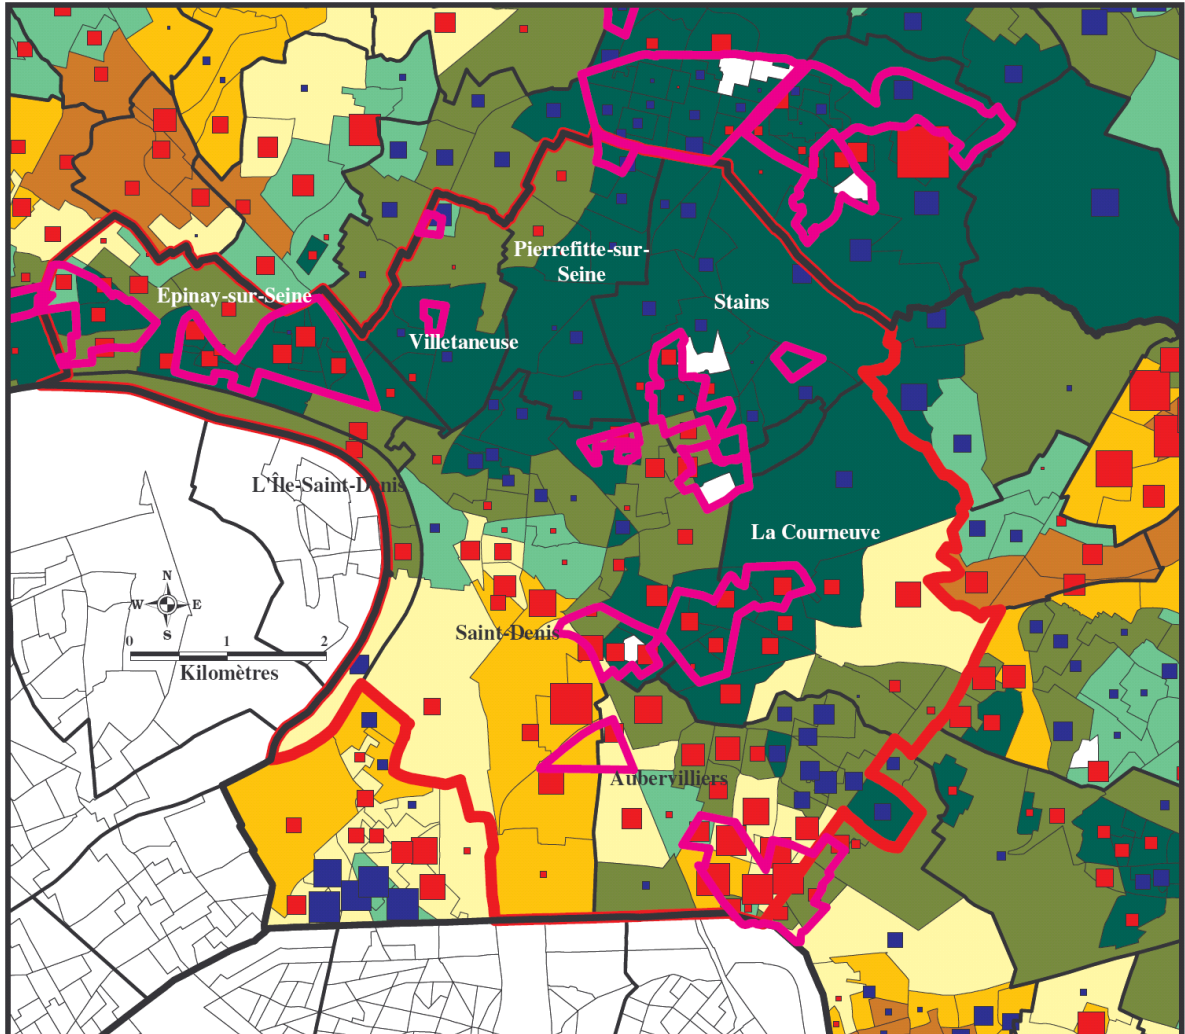 Pierrefitte-sur-
Seine
Epinay-sur-Seine
Stains
Villetaneuse
L'Île-Saint-Denis
La Courneuve
N
W E
S
Saint-Denis
0 1 2
Kilomètres
Aubervilliers